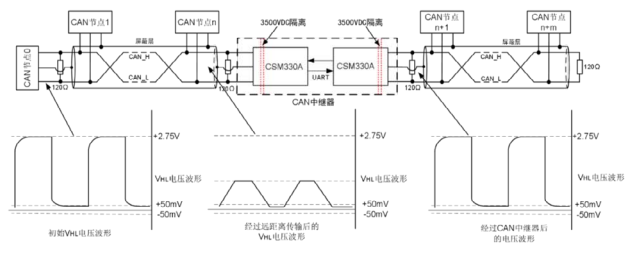 CAN节点1
CAN节点n
3500VDC隔离
3500VDC隔离
CAN节点
n+1
CAN节点
n+m
屏蔽层
屏蔽层
CAN节点0
CAN_H
CAN_L
CSM330A
CSM330A
UART
CAN_H
CAN_L
120Ω
120Ω
120Ω
120Ω
CAN中继器
+2.75V
VHL电压波形
+50mV
-50mV
初始VHL电压波形
+2.75V
VHL电压波形
+50mV
-50mV
经过远距离传输后的
VHL电压波形
+2.75V
VHL电压波形
+50mV
-50mV
经过CAN中继器后
的电压波形